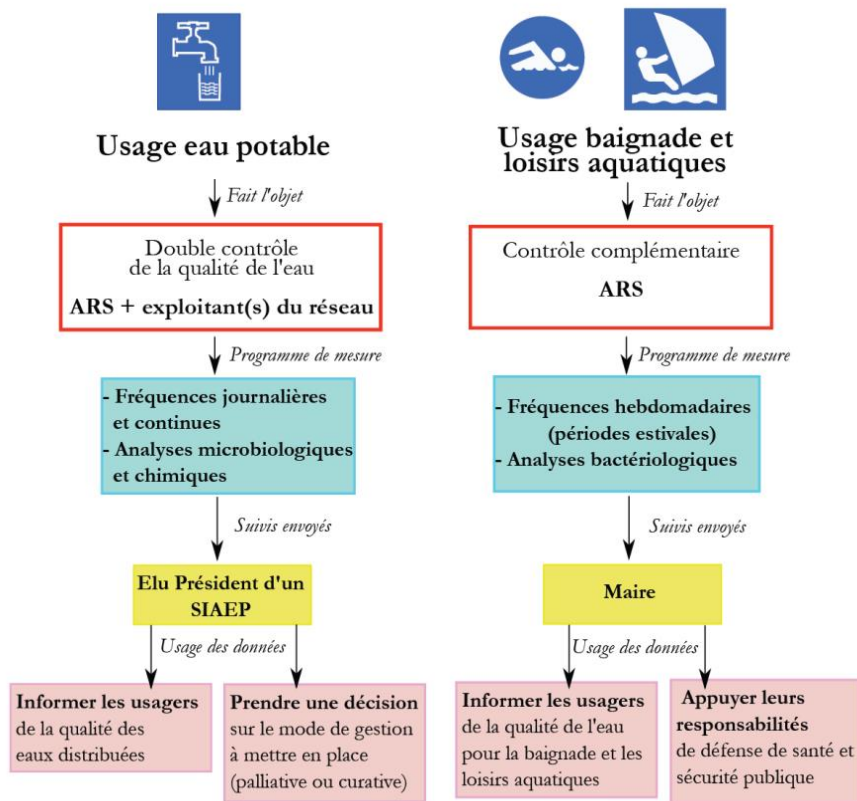 Usage eau potable
Fait l'objet
Double contrôle
de la qualité de l'eau
ARS + exploitant(s) du réseau
Programme de mesure
- Fréquences journalières
et continues
- Analyses microbiologiques
et chimiques
Suivis envoyés
Elu Président d'un
SIAEP
Usage des données
Informer les usagers
de la qualité des
eaux distribuées
Prendre une décision
sur le mode de gestion
à mettre en place
(palliative ou curative)
Usage baignade et
loisirs aquatiques
Fait l'objet
Contrôle complémentaire
ARS
Programme de mesure
- Fréquences hebdomadaires
(périodes estivales)
- Analyses bactériologiques
Suivis envoyés
Maire
Usage des données
Informer les usagers
de la qualité de l'eau
pour la baignade et les
loisirs aquatiques
Appuyer leurs
responsabilités
de défense de santé et
sécurité publique